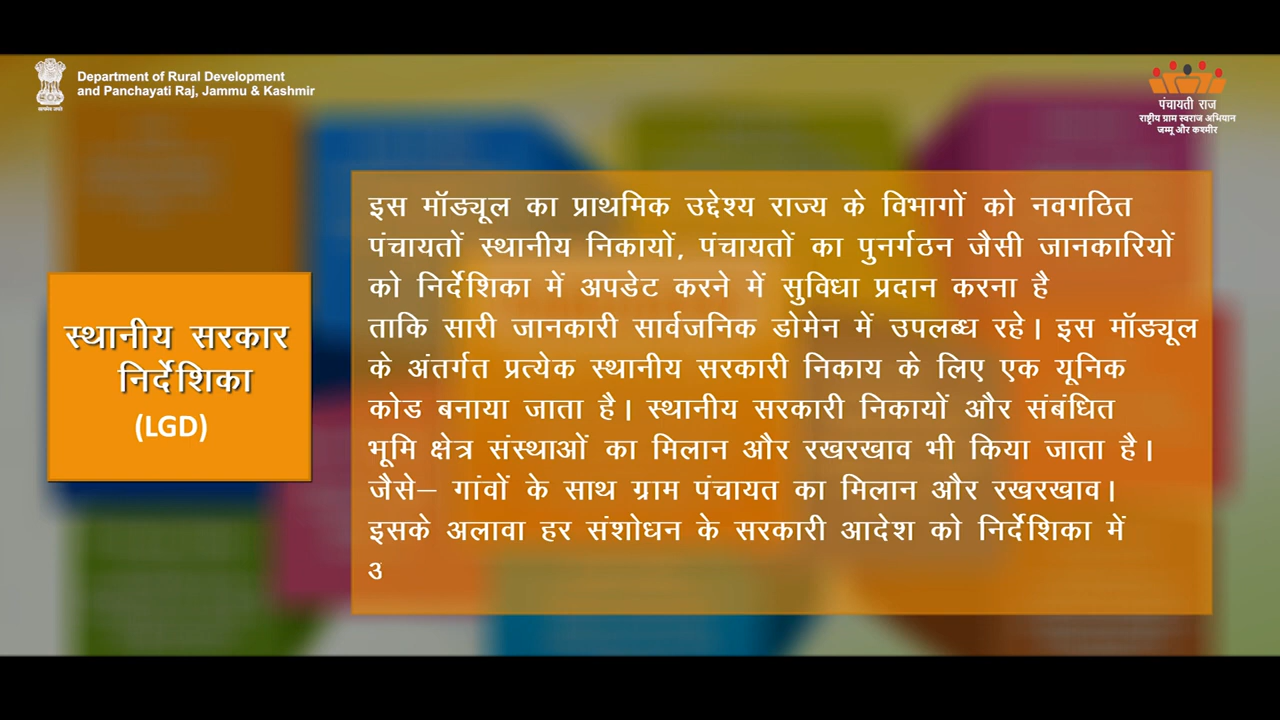 Department of Rural Development
and Panchayati Raj, Jammu & Kashmir
पंचायती राज
राष्ट्रीय ग्राम स्वराज अभियान
जम्मू और कश्मीर
स्थानीय सरकार
निर्देशिका
(LGD)
इस मॉड्यूल का प्राथमिक उद्देश्य राज्य के विभागों को नवगठित
पंचायतों स्थानीय निकायों, पंचायतों का पुनर्गठन जैसी जानकारियों
को निर्देशिका में अपडेट करने में सुविधा प्रदान करना है
ताकि सारी जानकारी सार्वजनिक डोमेन में उपलब्ध रहे। इस मॉड्यूल
के अंतर्गत प्रत्येक स्थानीय सरकारी निकाय के लिए एक यूनिक
कोड बनाया जाता है। स्थानीय सरकारी निकायों और संबंधित
भूमि क्षेत्र संस्थाओं का मिलान और रखरखाव भी किया जाता है।
जैसे– गांवों के साथ ग्राम पंचायत का मिलान और रखरखाव।
इसके अलावा हर संशोधन के सरकारी आदेश को निर्देशिका में